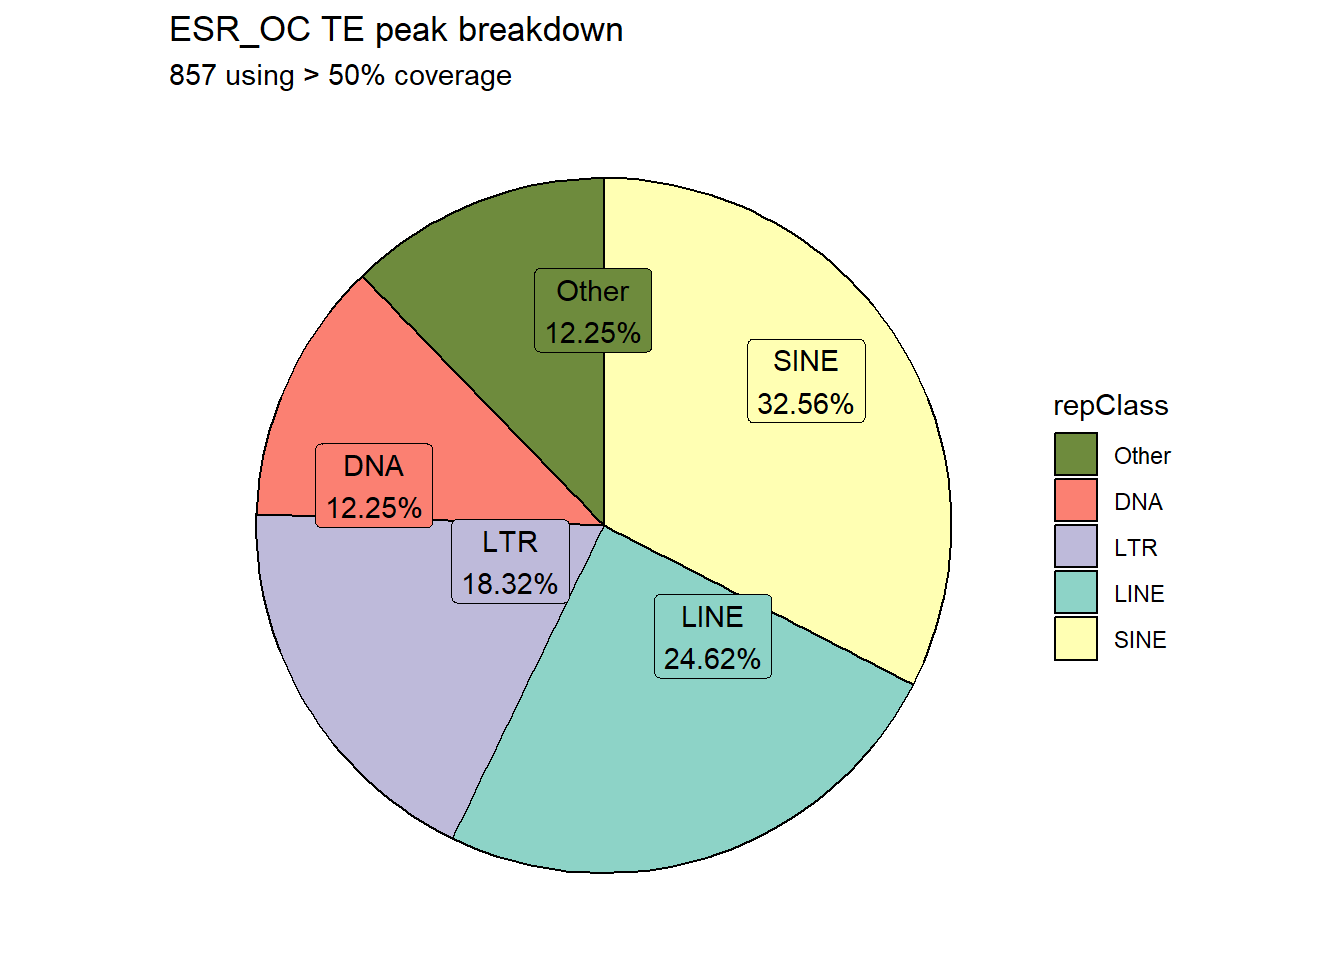 ESR_OC TE peak breakdown
857 using > 50% coverage
Other
12.25%
SINE
32.56%
DNA
12.25%
LTR
18.32%
LINE
24.62%
repClass
Other
DNA
LTR
LINE
SINE